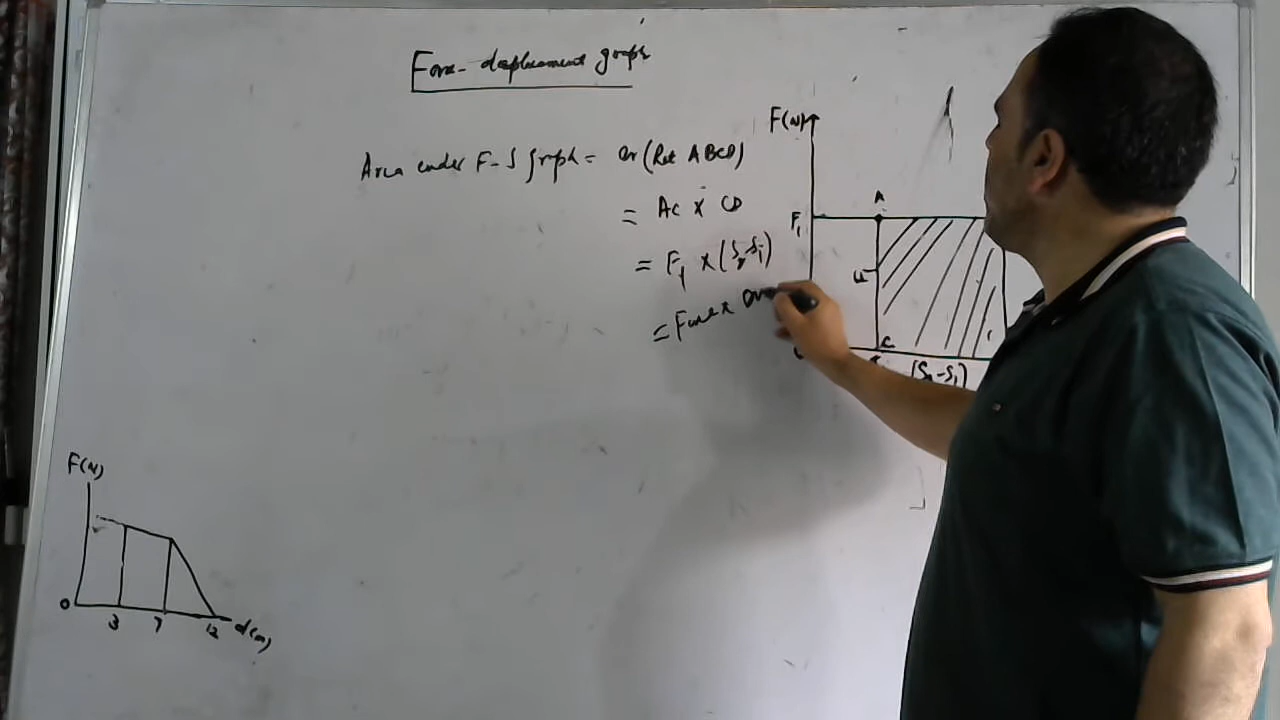 Force-displacement graph
Area under F-S graph = ar(Rect ABCD)
= AC × CD
= F₁ × (S₂-S₁)
= Force ×
F(N)
F₁
A
C
(S₂-S₁)
F(N)
0
3 7 12 d(m)